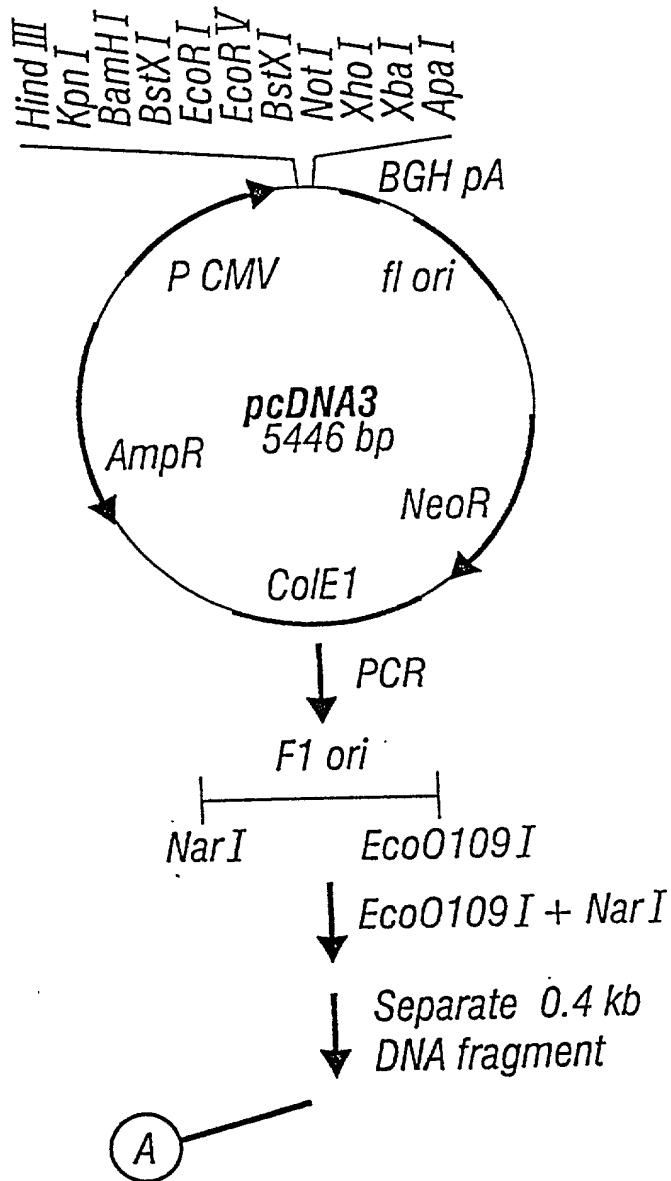 Hind III
Kpn I
BamH I
BstX I
EcoR I
EcoR V
BstX I
Not I
Xho I
Xba I
Apa I
BGH pA
P CMV
fl ori
pcDNA3
5446 bp
AmpR
NeoR
ColE1
PCR
F1 ori
Nar I
EcoO109 I
EcoO109 I + Nar I
Separate 0.4 kb
DNA fragment
A